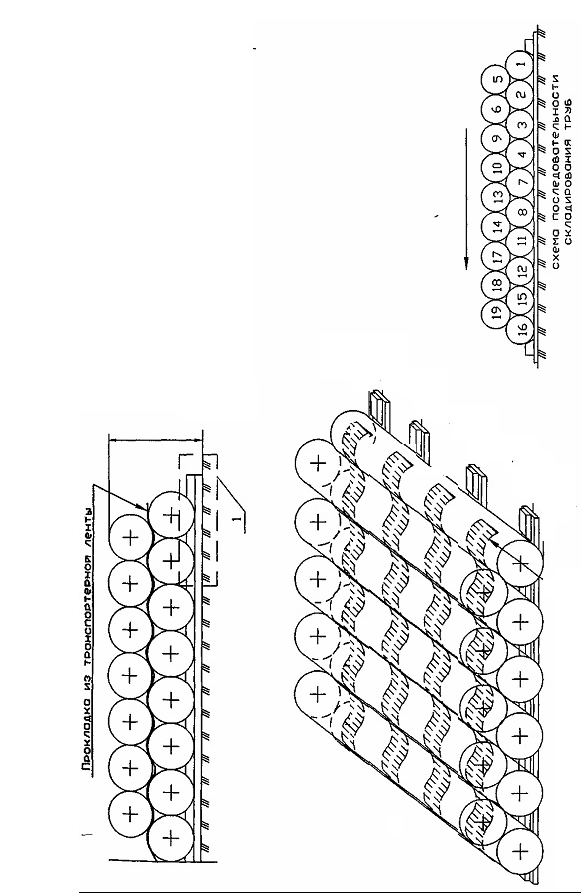 1 2 3 4 7 8 11 12 15 16
5 6 9 10 13 14 17 18 19
схема последовательности
складирования труб
Прокладка из транспортерной ленты
1